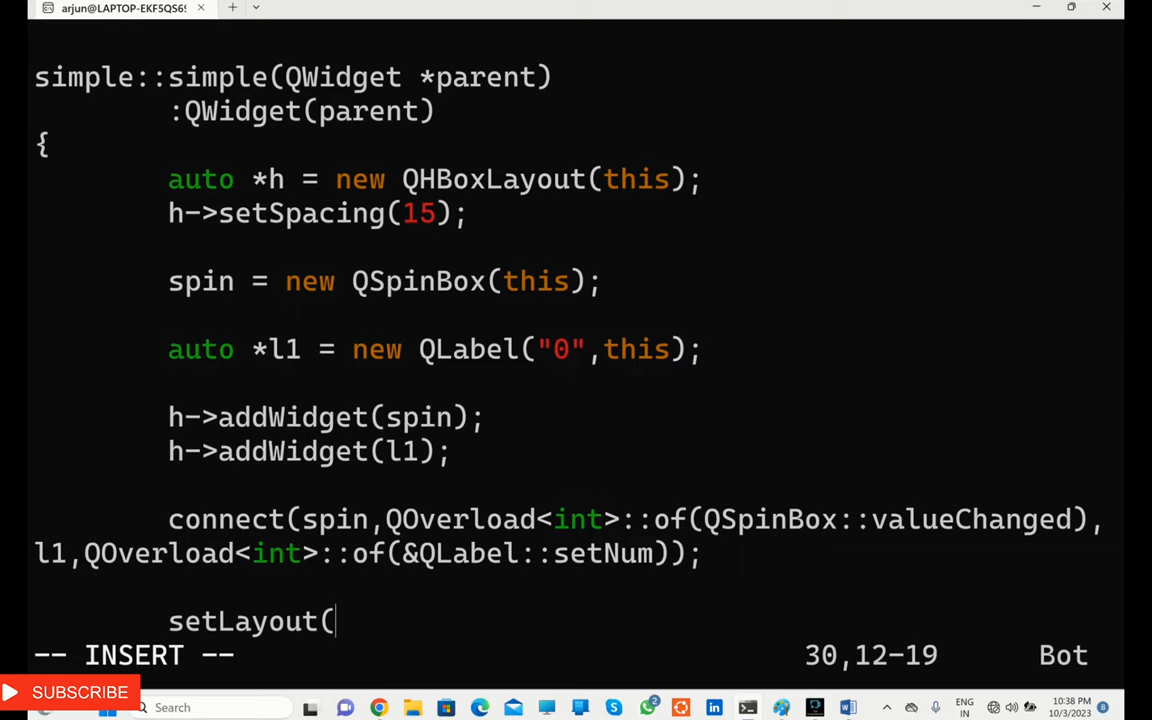 arjun@LAPTOP-EKF5QS6
simple::simple(QWidget *parent)
:QWidget(parent)
{
auto *h = new QHBoxLayout(this);
h->setSpacing(15);
spin = new QSpinBox(this);
auto *l1 = new QLabel("0",this);
h->addWidget(spin);
h->addWidget(l1);
connect(spin,QOverload<int>::of(QSpinBox::valueChanged),
l1,QOverload<int>::of(&QLabel::setNum));
setLayout(
-- INSERT -- 30,12-19 Bot
SUBSCRIBE
Search
2
ENG
IN
10:38 PM
10/3/2023
8